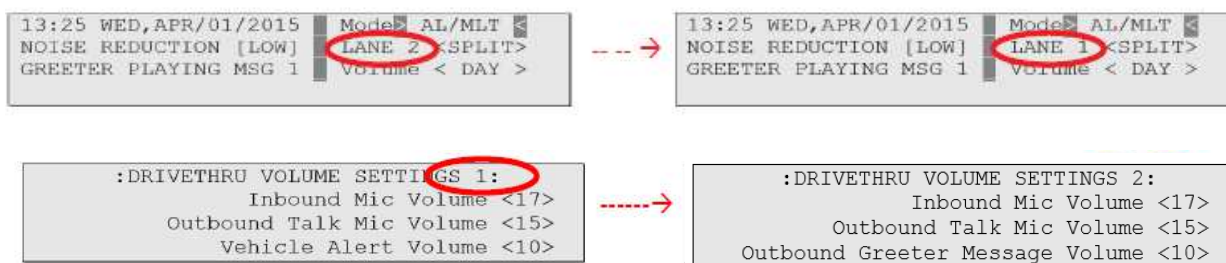 13:25 WED,APR/01/2015 Mode> AL/MLT <
NOISE REDUCTION [LOW] LANE 2 <SPLIT>
GREETER PLAYING MSG 1 Volume < DAY >
13:25 WED,APR/01/2015 Mode> AL/MLT <
NOISE REDUCTION [LOW] LANE 1 <SPLIT>
GREETER PLAYING MSG 1 Volume < DAY >
:DRIVETHRU VOLUME SETTINGS 1:
Inbound Mic Volume <17>
Outbound Talk Mic Volume <15>
Vehicle Alert Volume <10>
:DRIVETHRU VOLUME SETTINGS 2:
Inbound Mic Volume <17>
Outbound Talk Mic Volume <15>
Outbound Greeter Message Volume <10>